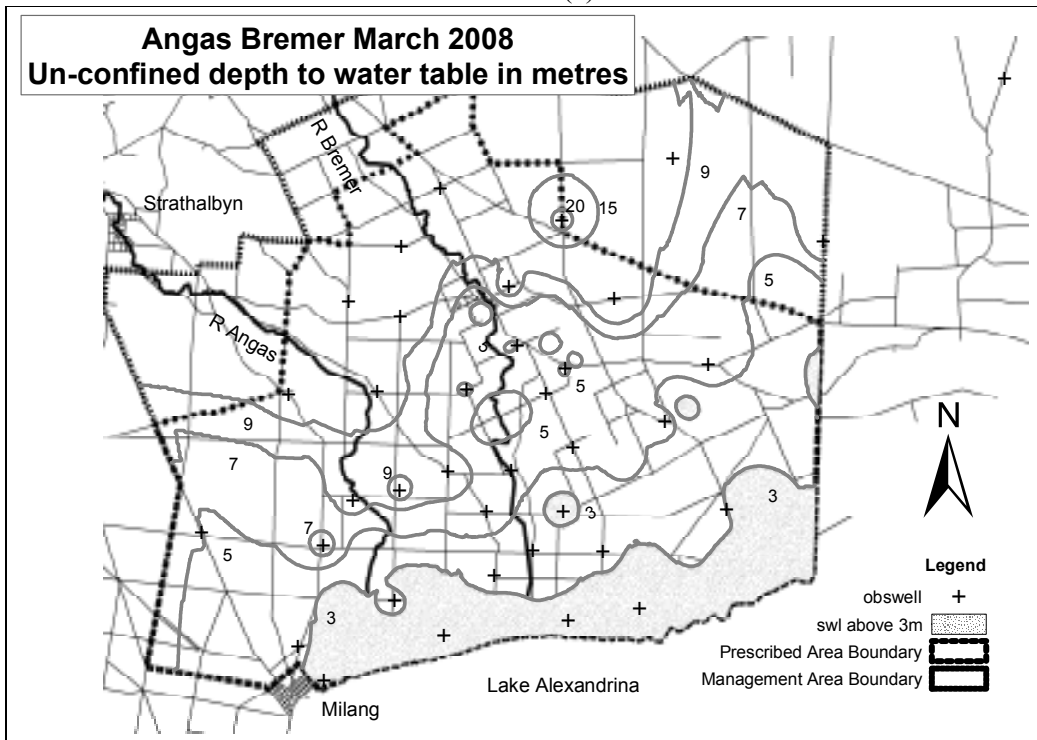 Angas Bremer March 2008
Un-confined depth to water table in metres
R Bremer
9
Strathalbyn
20
15
7
5
R Angas
3
5
9
5
7
9
3
3
7
5
3
Legend
obswell
swl above 3m
Prescribed Area Boundary
Management Area Boundary
Lake Alexandrina
Milang
N